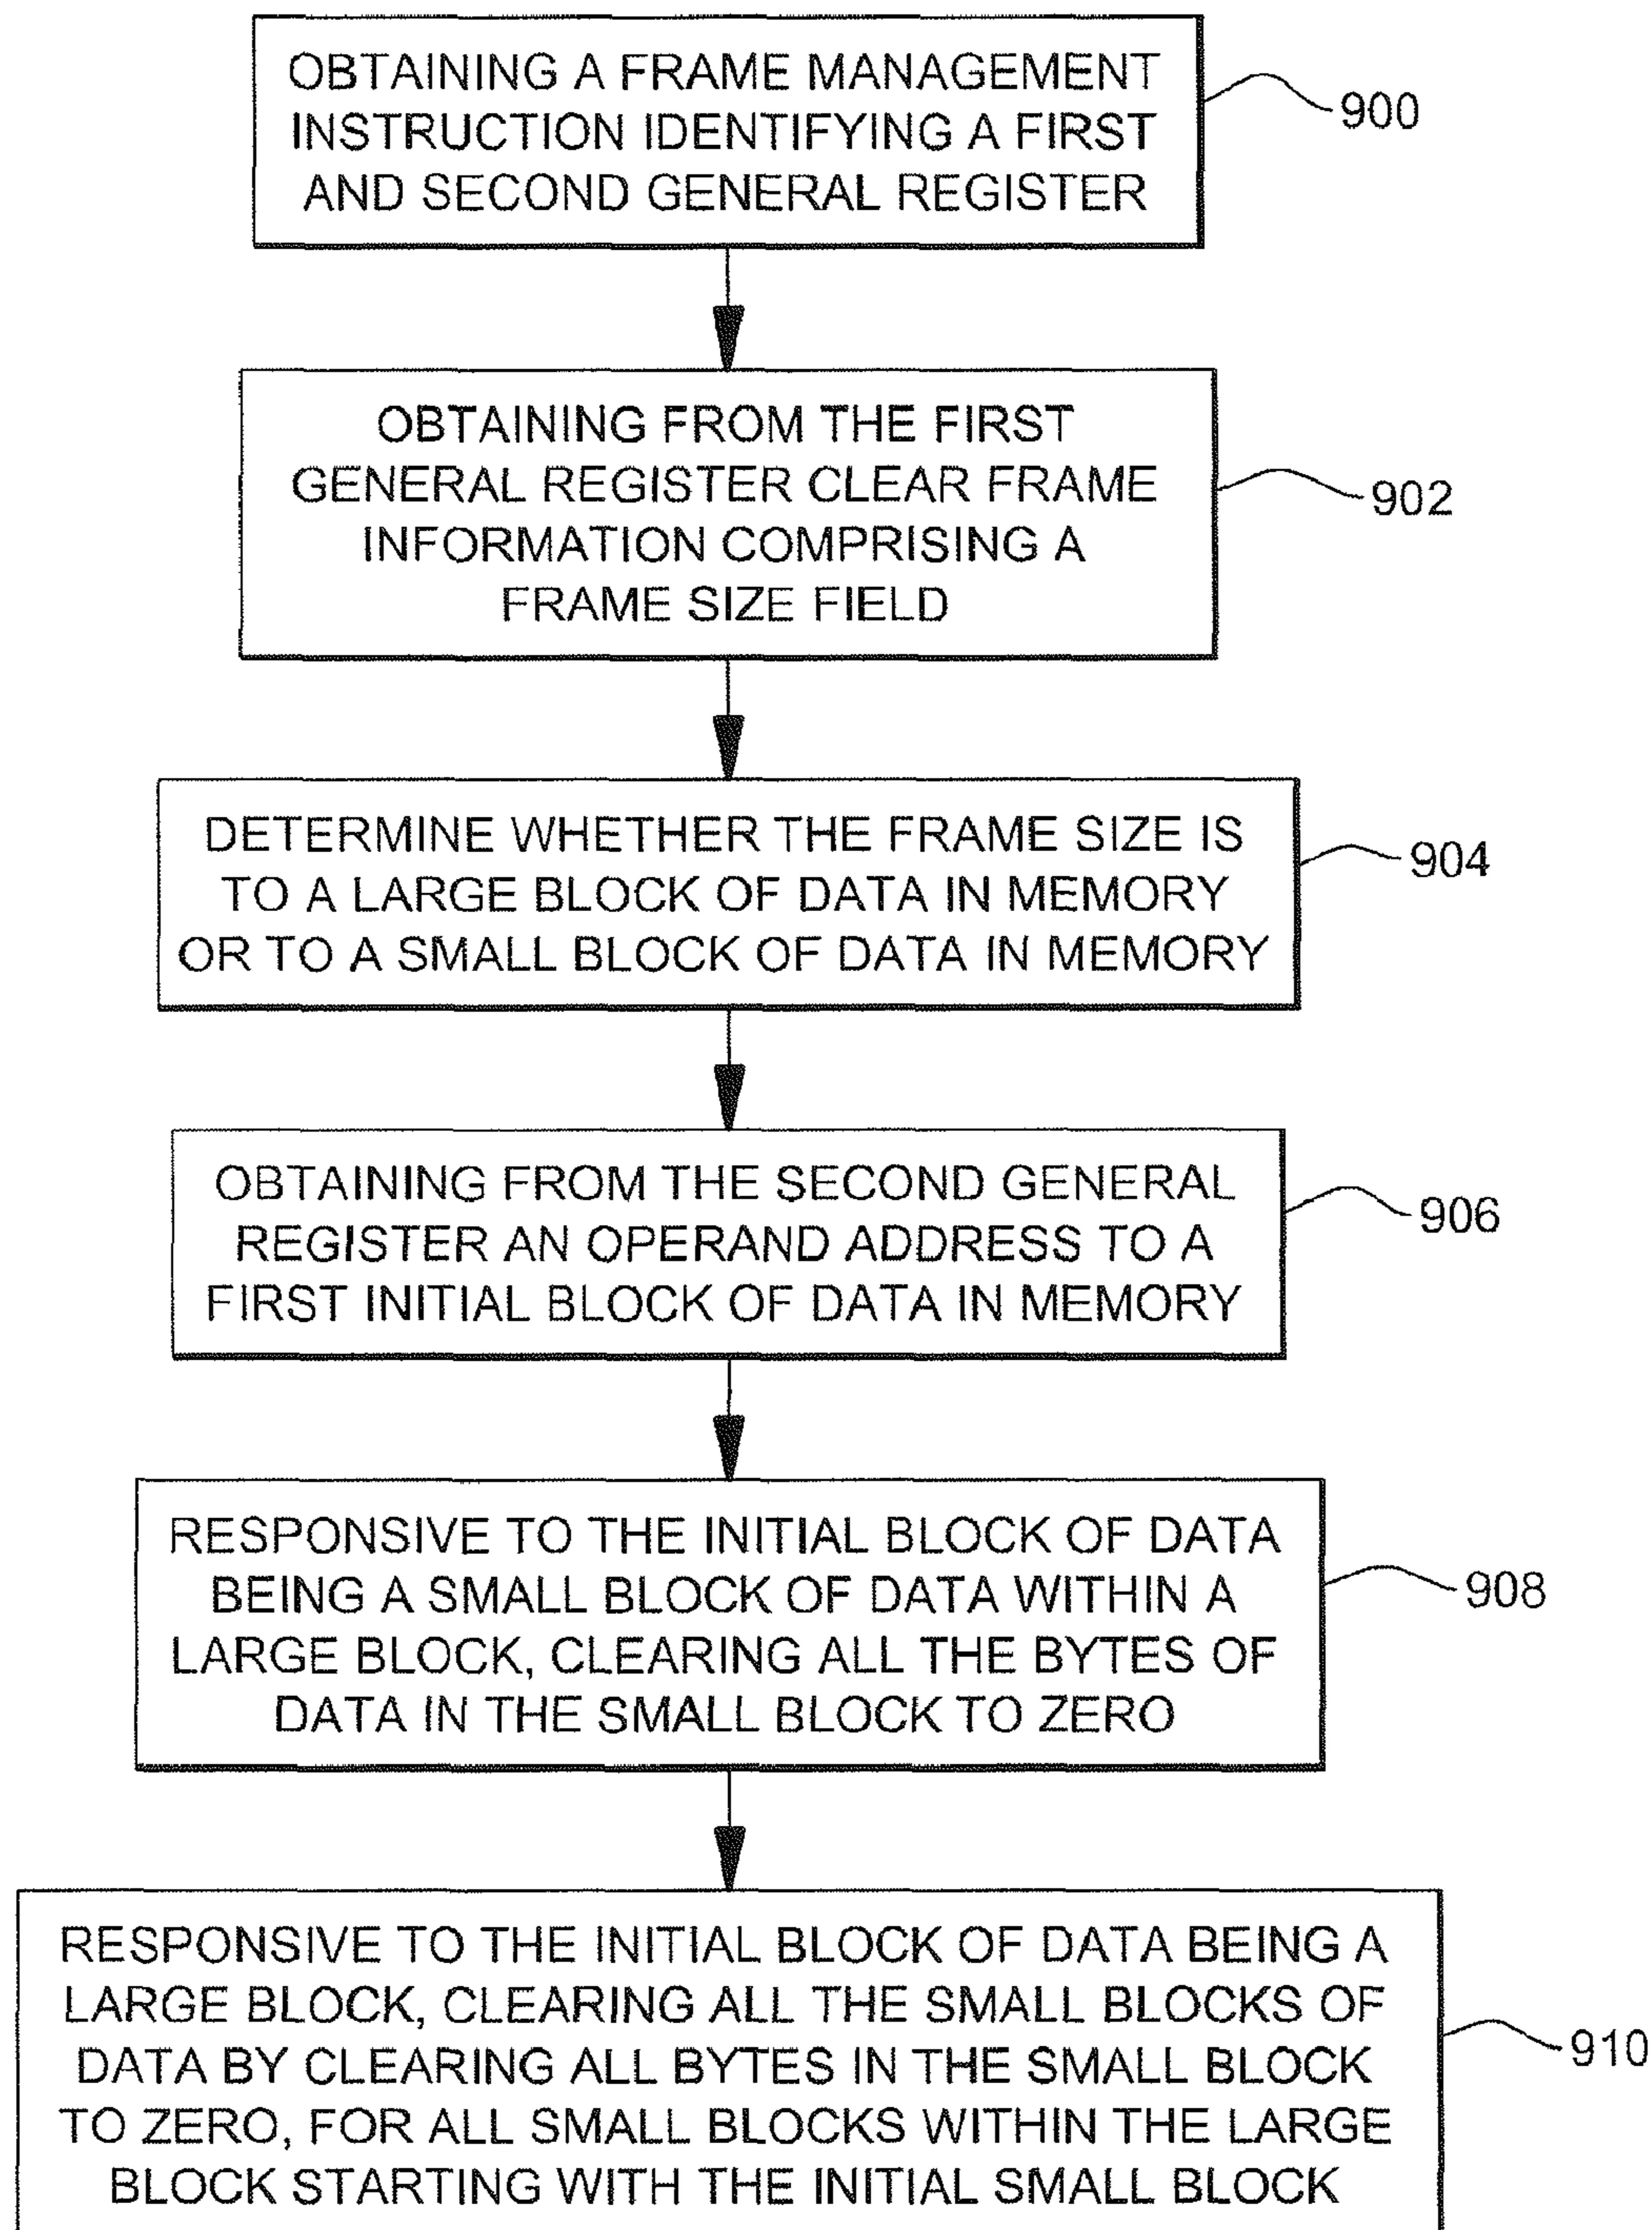 OBTAINING A FRAME MANAGEMENT
INSTRUCTION IDENTIFYING A FIRST
AND SECOND GENERAL REGISTER
900
OBTAINING FROM THE FIRST
GENERAL REGISTER CLEAR FRAME
INFORMATION COMPRISING A
FRAME SIZE FIELD
902
DETERMINE WHETHER THE FRAME SIZE IS
TO A LARGE BLOCK OF DATA IN MEMORY
OR TO A SMALL BLOCK OF DATA IN MEMORY
904
OBTAINING FROM THE SECOND GENERAL
REGISTER AN OPERAND ADDRESS TO A
FIRST INITIAL BLOCK OF DATA IN MEMORY
906
RESPONSIVE TO THE INITIAL BLOCK OF DATA
BEING A SMALL BLOCK OF DATA WITHIN A
LARGE BLOCK, CLEARING ALL THE BYTES OF
DATA IN THE SMALL BLOCK TO ZERO
908
RESPONSIVE TO THE INITIAL BLOCK OF DATA BEING A
LARGE BLOCK, CLEARING ALL THE SMALL BLOCKS OF
DATA BY CLEARING ALL BYTES IN THE SMALL BLOCK
TO ZERO, FOR ALL SMALL BLOCKS WITHIN THE LARGE
BLOCK STARTING WITH THE INITIAL SMALL BLOCK
910